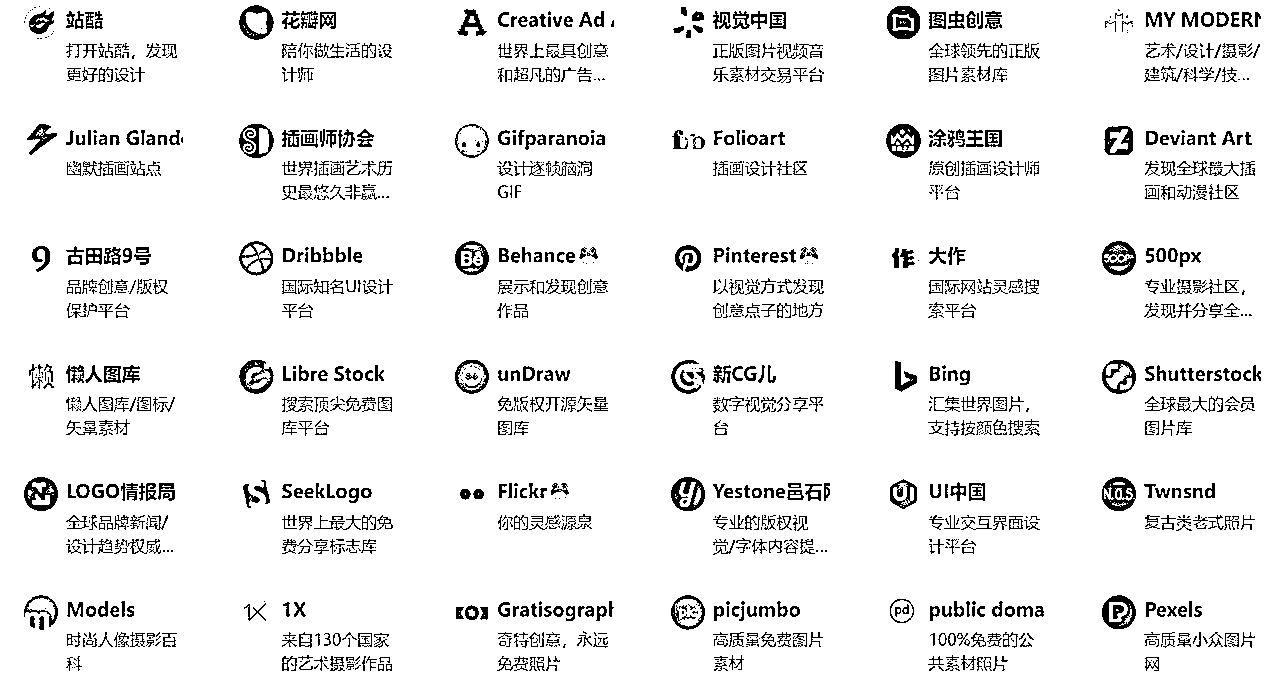 站酷
打开站酷，发现
更好的设计
花瓣网
陪你做生活的设
计师
Creative Ad
世界上最具创意
和超凡的广告...
视觉中国
正版图片视频音
乐素材交易平台
图虫创意
全球领先的正版
图片素材库
MY MODERN
艺术/设计/摄影/
建筑/科学/技...
Julian Gland
幽默插画站点
插画师协会
世界插画艺术历
史最悠久非赢...
Gifparanoia
设计逐帧脑洞
GIF
Folioart
插画设计社区
涂鸦王国
原创插画设计师
平台
Deviant Art
发现全球最大插
画和动漫社区
9
古田路9号
品牌创意/版权
保护平台
Dribbble
国际知名UI设计
平台
Bē
Behance
展示和发现创意
作品
Pinterest
以视觉方式发现
创意点子的地方
作
大作
国际网站灵感搜
索平台
500px
500px
专业摄影社区，
发现并分享全...
懒
懒人图库
懒人图库/图标/
矢量素材
Libre Stock
搜索顶尖免费图
库平台
unDraw
免版权开源矢量
图库
新CG儿
数字视觉分享平
台
Bing
汇集世界图片，
支持按颜色搜索
Shutterstock
全球最大的会员
图片库
LOGO情报局
全球品牌新闻/
设计趋势权威...
SeekLogo
世界上最大的免
费分享标志库
Flickr
你的灵感源泉
Yestone邑石网
专业的版权视
觉/字体内容提...
UI中国
专业交互界面设
计平台
Twnsnd
复古类老式照片
Models
时尚人像摄影百
科
1X
1X
来自130个国家
的艺术摄影作品
Gratisograph
奇特创意，永远
免费照片
picjumbo
高质量免费图片
素材
pd
public doma
100%免费的公
共素材照片
Pexels
高质量小众图片
网